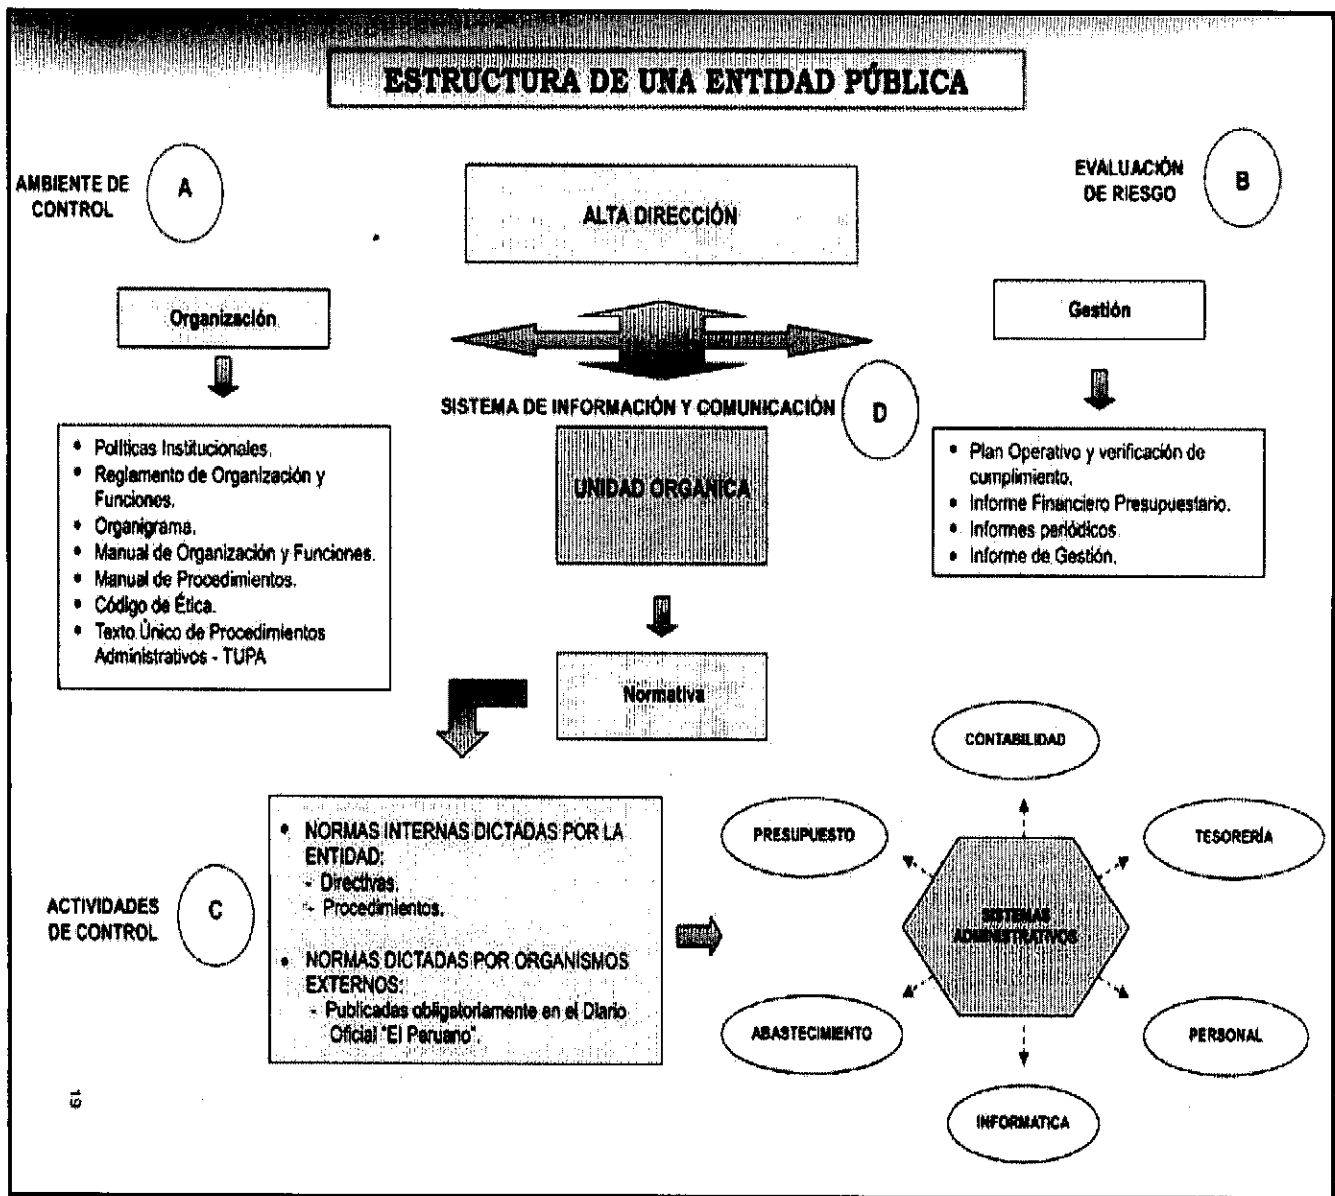 ESTRUCTURA DE UNA ENTIDAD PÚBLICA
AMBIENTE DE
CONTROL
A
ALTA DIRECCIÓN
EVALUACIÓN
DE RIESGO
B
Organización
Gestión
SISTEMA DE INFORMACIÓN Y COMUNICACIÓN
D
• Políticas Institucionales.
• Reglamento de Organización y
Funciones.
• Organigrama.
• Manual de Organización y Funciones.
• Manual de Procedimientos.
• Código de Ética.
• Texto Único de Procedimientos
Administrativos - TUPA
UNIDAD ORGÁNICA
• Plan Operativo y verificación de
cumplimiento.
• Informe Financiero Presupuestario.
• Informes periódicos
• Informe de Gestión.
Normativa
ACTIVIDADES
DE CONTROL
C
• NORMAS INTERNAS DICTADAS POR LA
ENTIDAD:
- Directivas.
- Procedimientos.
• NORMAS DICTADAS POR ORGANISMOS
EXTERNOS:
- Publicadas obligatoriamente en el Diario
Oficial "El Peruano".
CONTABILIDAD
PRESUPUESTO
TESORERÍA
SISTEMAS
ADMINISTRATIVOS
ABASTECIMIENTO
PERSONAL
INFORMATICA
19